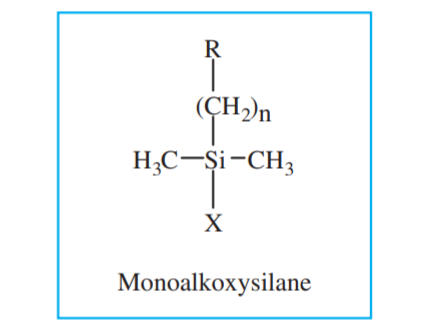 R
(CH₂)n
H₃C—Si—CH₃
X
Monoalkoxysilane